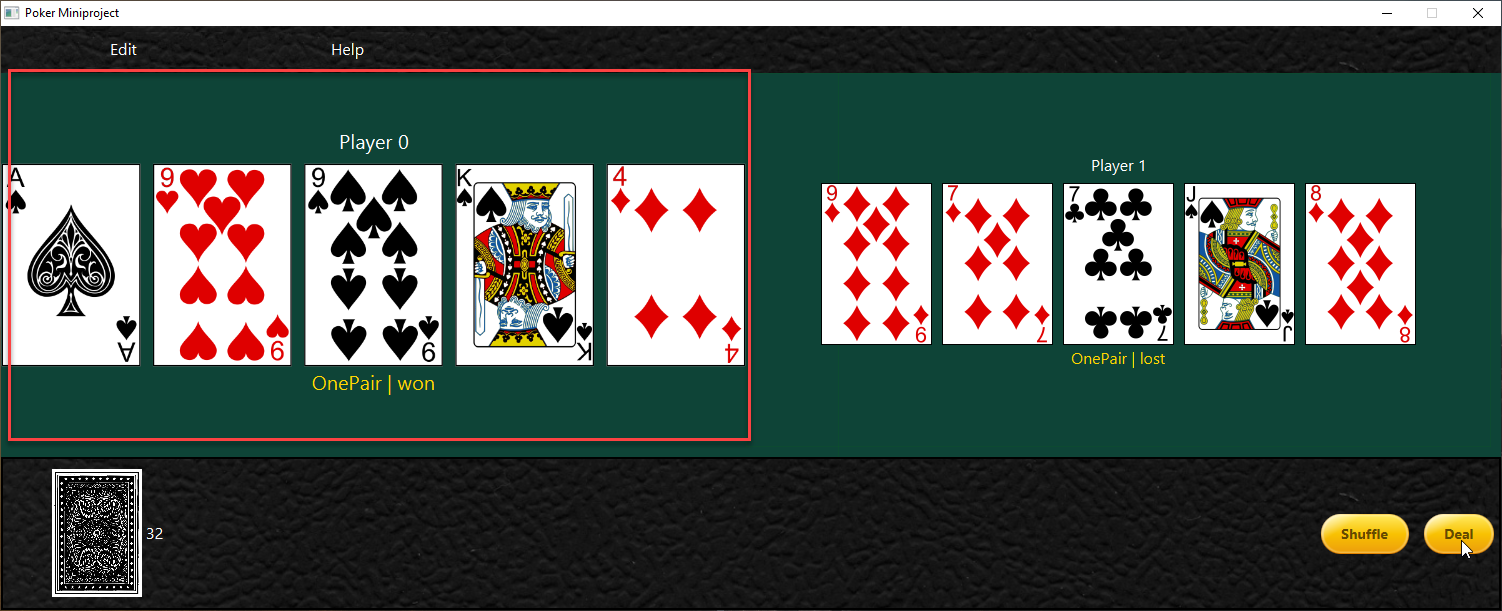 Poker Miniproject
Edit Help
Player 0
A 9 9 K 4
A 9 9 K 4
OnePair | won
Player 1
9 7 7 J 8
9 7 7 J 8
OnePair | lost
32
Shuffle Deal